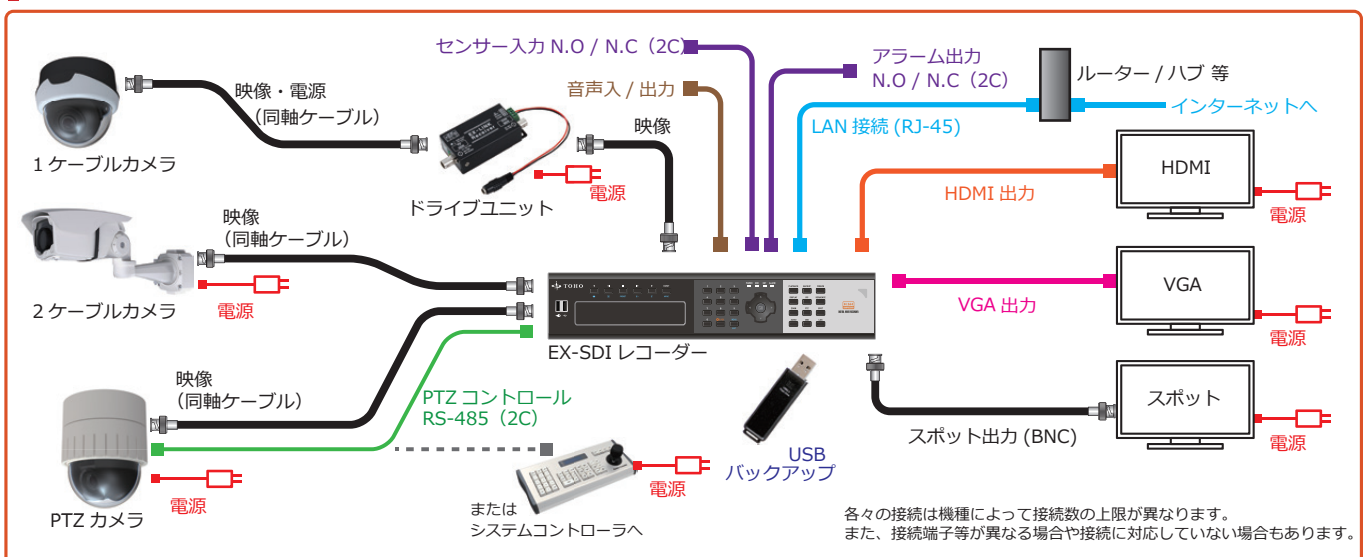 センサー入力 N.O / N.C（2C）
アラーム出力
N.O / N.C（2C）
ルーター / ハブ 等
音声入 / 出力
インターネットへ
LAN 接続 (RJ-45)
映像・電源
（同軸ケーブル）
映像
1 ケーブルカメラ
EX-LINK
電源
ドライブユニット
HDMI 出力
HDMI
電源
映像
（同軸ケーブル）
電源
2 ケーブルカメラ
TOHO
EX-SDI レコーダー
VGA 出力
VGA
電源
映像
（同軸ケーブル）
PTZ コントロール
RS-485（2C）
電源
PTZ カメラ
または
システムコントローラへ
電源
USB
バックアップ
スポット出力 (BNC)
スポット
電源
各々の接続は機種によって接続数の上限が異なります。
また、接続端子等が異なる場合や接続に対応していない場合もあります。